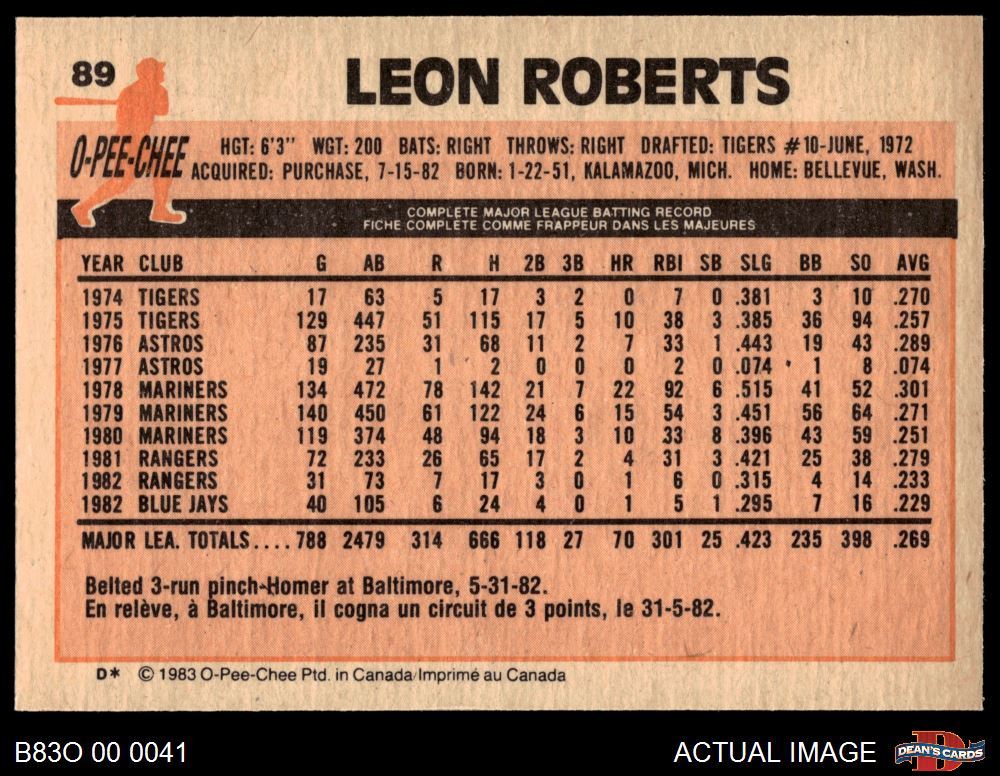 89
LEON ROBERTS
O-PEE-CHEE
HGT: 6'3" WGT: 200 BATS: RIGHT THROWS: RIGHT DRAFTED: TIGERS #10-JUNE, 1972
ACQUIRED: PURCHASE, 7-15-82 BORN: 1-22-51, KALAMAZOO, MICH. HOME: BELLEVUE, WASH.
COMPLETE MAJOR LEAGUE BATTING RECORD
FICHE COMPLÈTE COMME FRAPPEUR DANS LES MAJEURES
YEAR CLUB G AB R H 2B 3B HR RBI SB SLG BB SO AVG
1974 TIGERS 17 63 5 17 3 2 0 7 0 .381 3 10 .270
1975 TIGERS 129 447 51 115 17 5 10 38 3 .385 36 94 .257
1976 ASTROS 87 235 31 68 11 2 7 33 1 .443 19 43 .289
1977 ASTROS 19 27 1 2 0 0 0 2 0 .074 1 8 .074
1978 MARINERS 134 472 78 142 21 7 22 92 6 .515 41 52 .301
1979 MARINERS 140 450 61 122 24 6 15 54 3 .451 56 64 .271
1980 MARINERS 119 374 48 94 18 3 10 33 8 .396 43 59 .251
1981 RANGERS 72 233 26 65 17 2 4 31 3 .421 25 38 .279
1982 RANGERS 31 73 7 17 3 0 1 6 0 .315 4 14 .233
1982 BLUE JAYS 40 105 6 24 4 0 1 5 1 .295 7 16 .229
MAJOR LEA. TOTALS.... 788 2479 314 666 118 27 70 301 25 .423 235 398 .269
Belted 3-run pinch-Homer at Baltimore, 5-31-82.
En relève, à Baltimore, il cogna un circuit de 3 points, le 31-5-82.
D* © 1983 O-Pee-Chee Ptd. in Canada/Imprimé au Canada
B83O 00 0041
ACTUAL IMAGE
DEAN'S CARDS